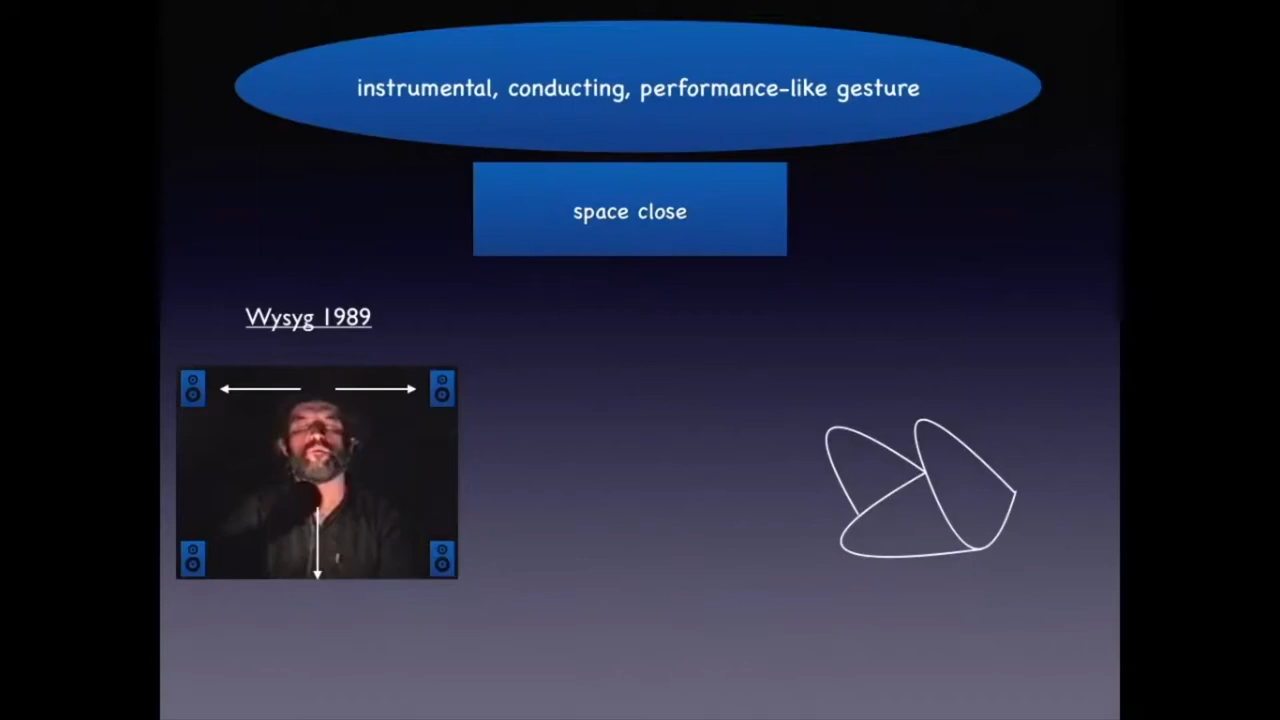 instrumental, conducting, performance-like gesture
space close
Wysyg 1989